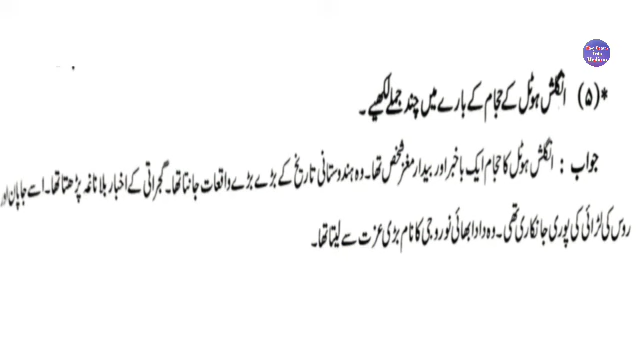 *(۵) انگلش ہوٹل کے حجام کے بارے میں چند جملے لکھیے۔
جواب : انگلش ہوٹل کا حجام ایک باخبر اور بیدار مغز شخص تھا۔ وہ ہندوستانی تاریخ کے بڑے بڑے واقعات جانتا تھا۔ گجراتی کے اخبار بلا ناغہ پڑھتا تھا۔ اسے جاپان اور
روس کی لڑائی کی پوری جانکاری تھی۔ وہ دادا بھائی نوروجی کا نام بڑی عزت سے لیتا تھا۔